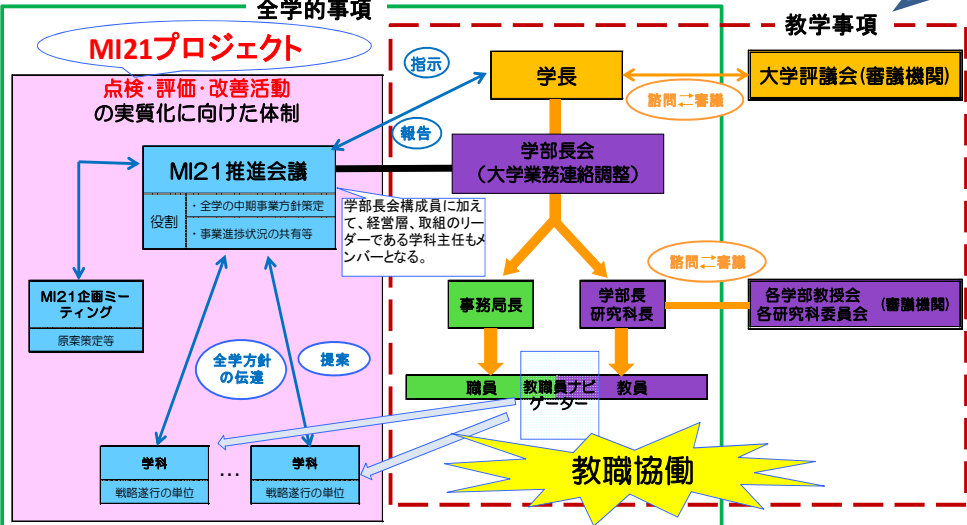 全学的事項
教学事項
MI21プロジェクト
点検・評価・改善活動
の実質化に向けた体制
指示
報告
学長
大学評議会(審議機関)
諮問⇄審議
学部長会
(大学業務連絡調整)
MI21推進会議
役割
・全学の中期事業方針策定
・事業進捗状況の共有等
学部長会構成員に加え
て、経営層、取組のリー
ダーである学科主任もメ
ンバーとなる。
諮問⇄審議
MI21企画ミー
ティング
原案策定等
事務局長
学部長
研究科長
各学部教授会
各研究科委員会
(審議機関)
全学方針
の伝達
提案
職員
教職員ナビ
ゲーター
教員
学科
戦略遂行の単位
…
学科
戦略遂行の単位
教職協働